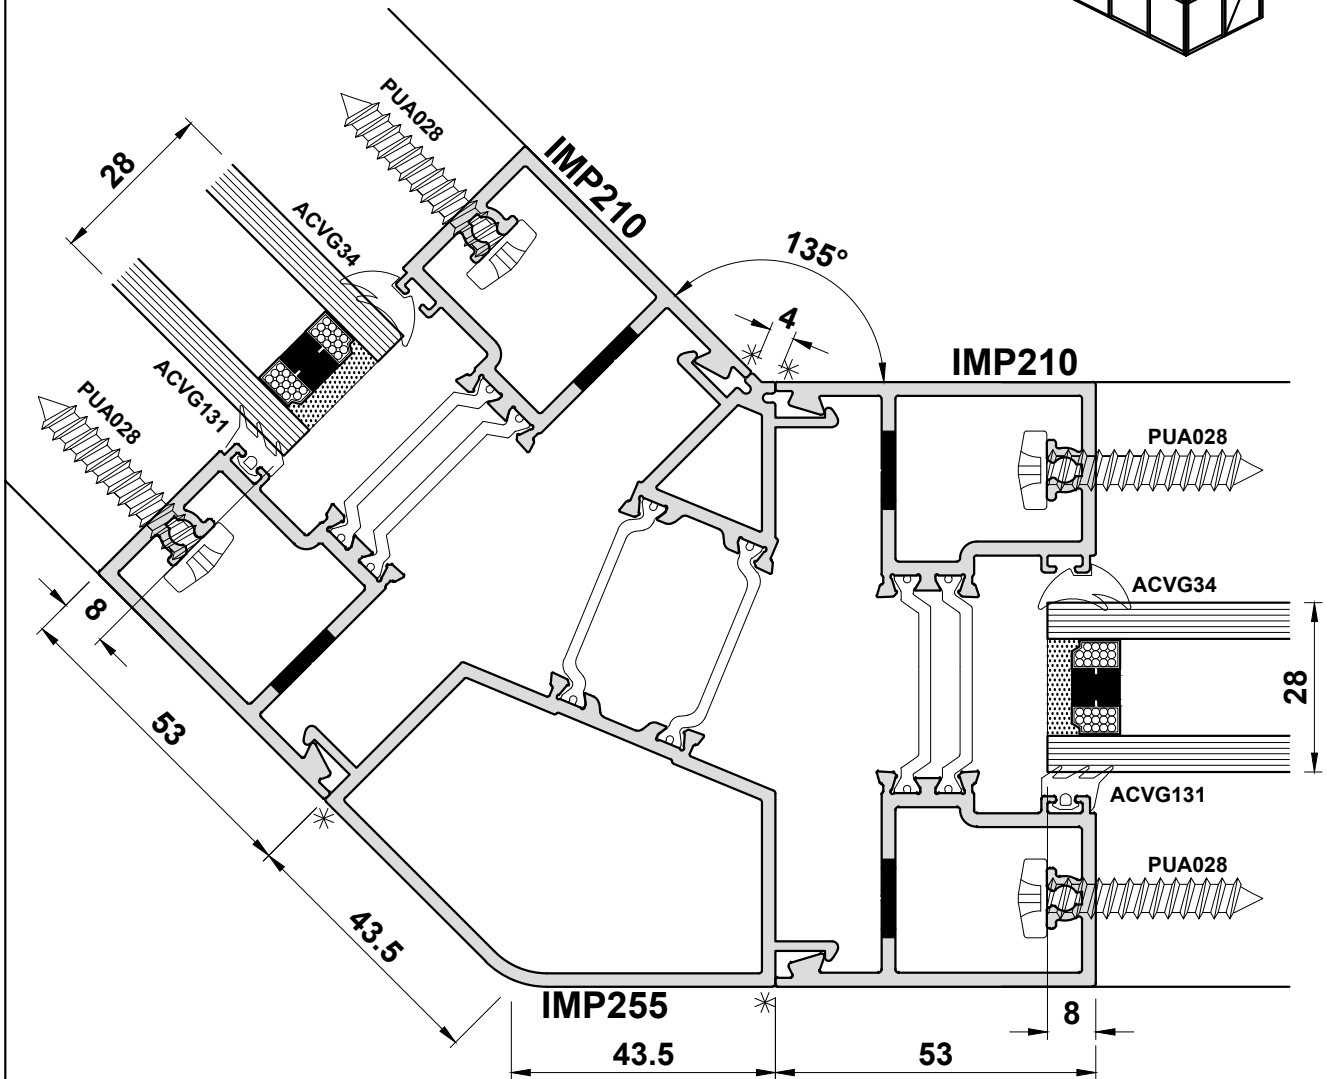 PUA028
IMP210
28
ACVG34
135°
4
IMP210
ACVG131
PUA028
PUA028
ACVG34
8
28
53
ACVG131
PUA028
43.5
IMP255
8
43.5
53